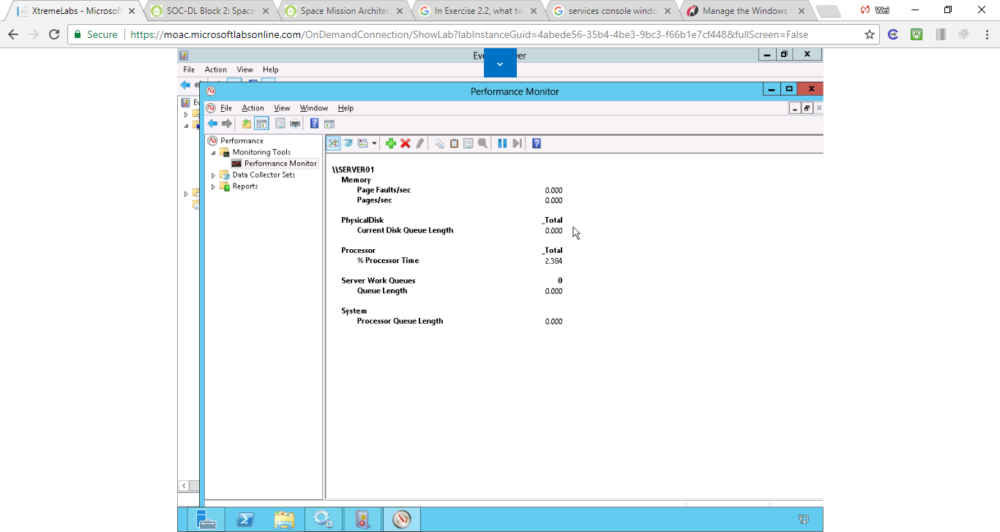 XtremeLabs - Microsoft
SOC-DL Block 2: Space
Space Mission Architec
In Exercise 2.2, what tw
services console windo
Manage the Windows
Wei
Secure
https://moac.microsoftlabsonline.com/OnDemandConnection/ShowLab?labInstanceGuid=4abede56-35b4-4be3-9bc3-f66b1e7cf448&fullScreen=False
File Action View Help
Performance Monitor
File Action View Window Help
Performance
Monitoring Tools
Performance Monitor
Data Collector Sets
Reports
\\SERVER01
Memory
Page Faults/sec 0.000
Pages/sec 0.000
PhysicalDisk _Total
Current Disk Queue Length 0.000
Processor _Total
% Processor Time 2.384
Server Work Queues 0
Queue Length 0.000
System
Processor Queue Length 0.000